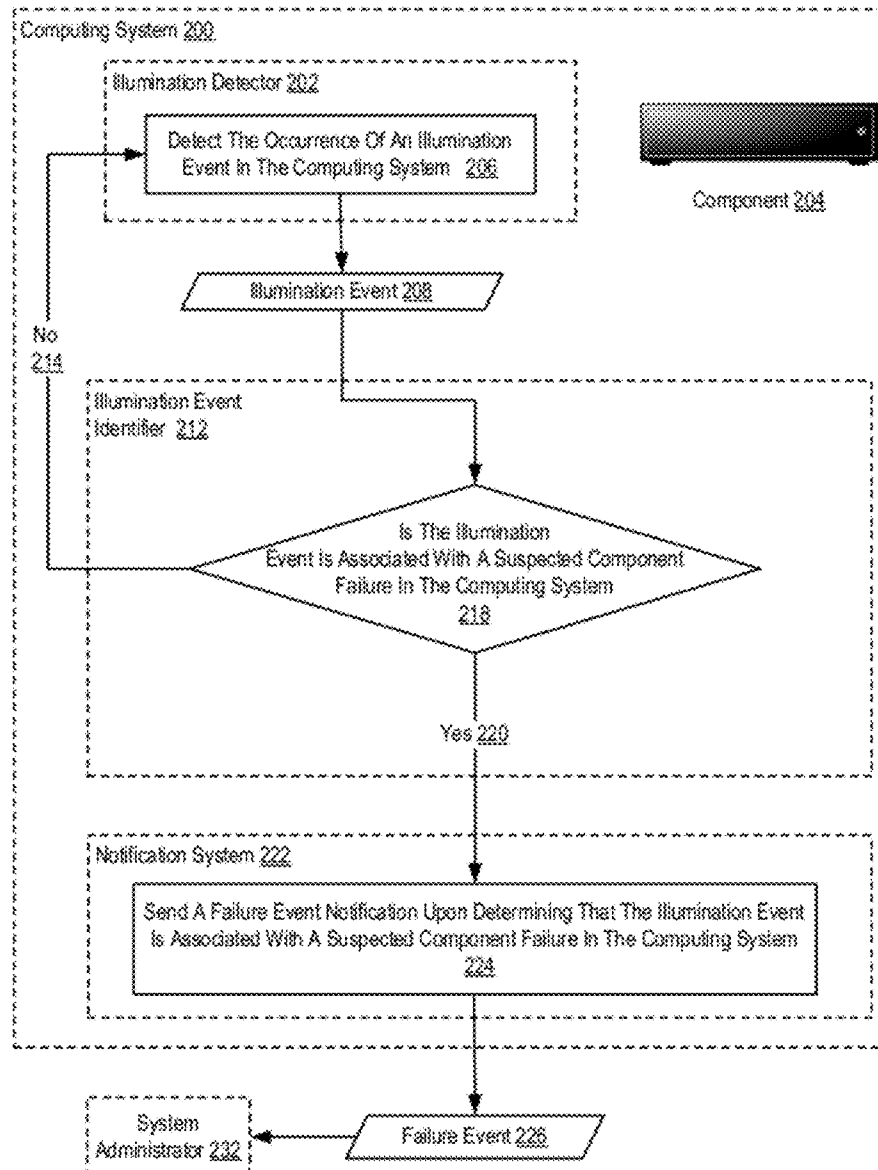 Computing System 200
Illumination Detector 202
Detect The Occurrence Of An Illumination
Event In The Computing System 206
Component 204
Illumination Event 208
No
214
Illumination Event
Identifier 212
Is The Illumination
Event Is Associated With A Suspected Component
Failure In The Computing System
218
Yes 220
Notification System 222
Send A Failure Event Notification Upon Determining That The Illumination Event
Is Associated With A Suspected Component Failure In The Computing System
224
System
Administrator 232
Failure Event 226